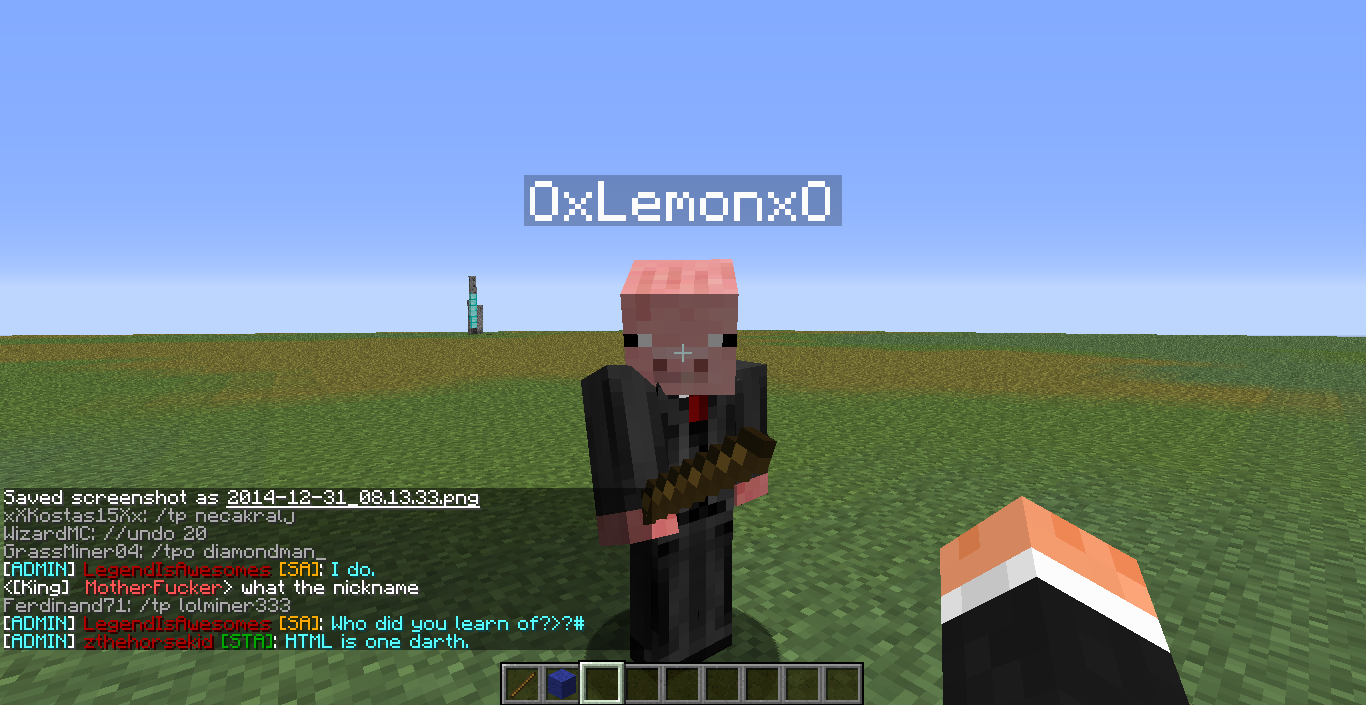 0xLemonx0
Saved screenshot as 2014-12-31_08.13.33.png
xXKostas15Xx: /tp necakralj
WizardMC: //undo 20
GrassMiner04: /tpo diamondman_
[ADMIN] LegendIsAwesomes [SA]: I do.
<[King] MotherFucker> what the nickname
Ferdinand71: /tp lolminer333
[ADMIN] LegendIsAwesomes [SA]: Who did you learn of?>?#
[ADMIN] zthehorsekid [STA]: HTML is one darth.